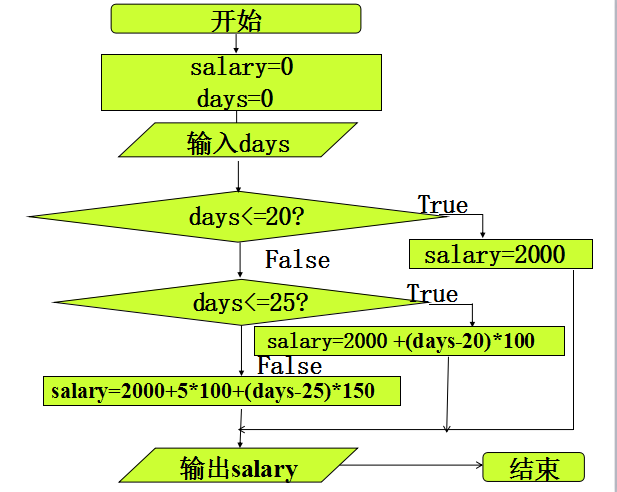 开始
salary=0
days=0
输入days
days<=20?
True
salary=2000
False
days<=25?
True
salary=2000 +(days-20)*100
False
salary=2000+5*100+(days-25)*150
输出salary
结束